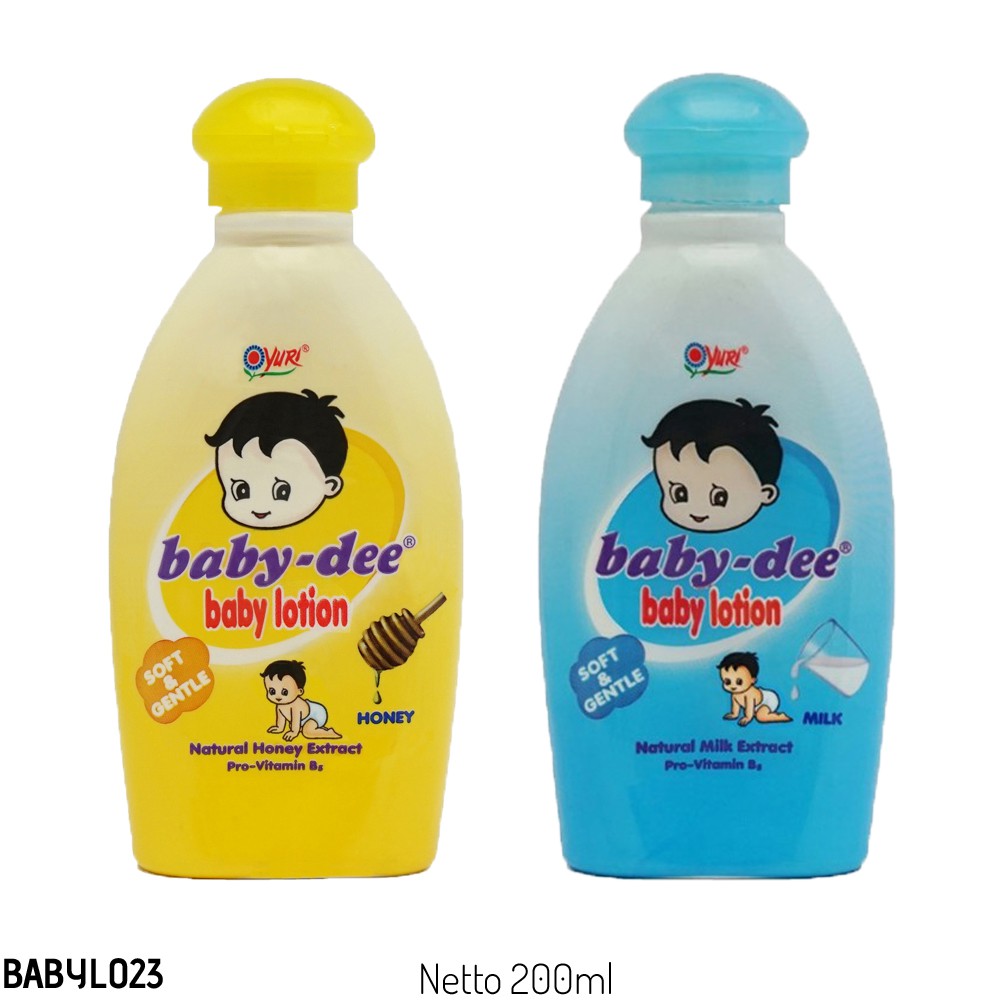 YURI®
baby-dee®
baby lotion
SOFT
&
GENTLE
HONEY
Natural Honey Extract
Pro-Vitamin B₅
YURI®
baby-dee®
baby lotion
SOFT
&
GENTLE
MILK
Natural Milk Extract
Pro-Vitamin B₅
BABYL023
Netto 200ml